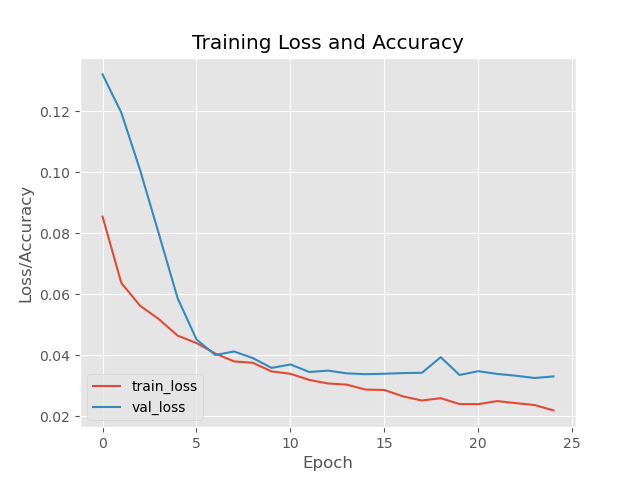 Training Loss and Accuracy
Loss/Accuracy
0.12
0.10
0.08
0.06
0.04
0.02
train_loss
val_loss
0 5 10 15 20 25
Epoch